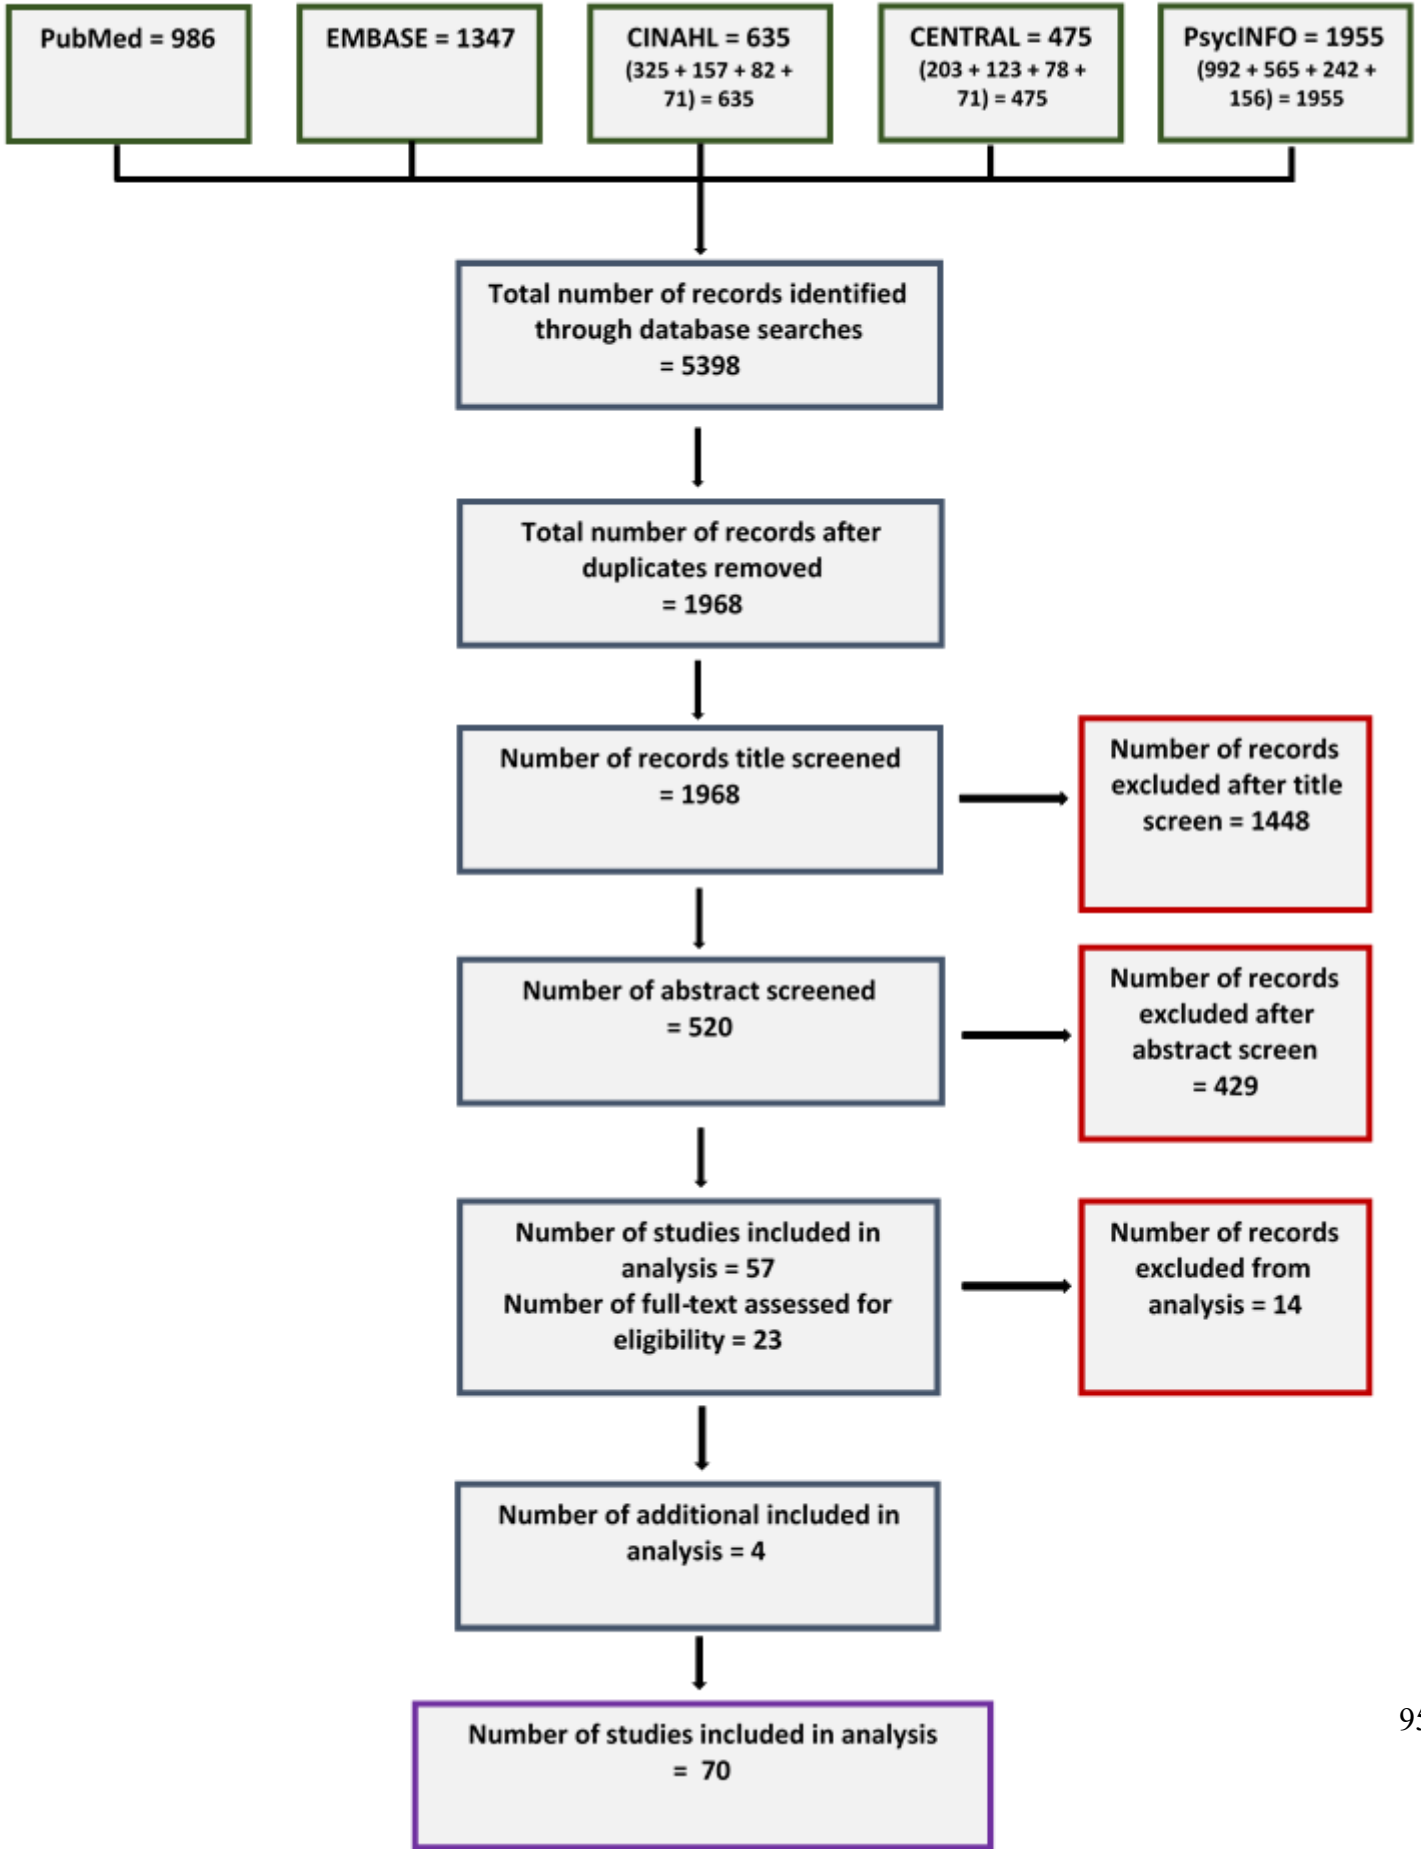 PubMed = 986
EMBASE = 1347
CINAHL = 635
(325 + 157 + 82 +
71) = 635
CENTRAL = 475
(203 + 123 + 78 +
71) = 475
PsycINFO = 1955
(992 + 565 + 242 +
156) = 1955
Total number of records identified
through database searches
= 5398
Total number of records after
duplicates removed
= 1968
Number of records title screened
= 1968
Number of records
excluded after title
screen = 1448
Number of abstract screened
= 520
Number of records
excluded after
abstract screen
= 429
Number of studies included in
analysis = 57
Number of full-text assessed for
eligibility = 23
Number of records
excluded from
analysis = 14
Number of additional included in
analysis = 4
Number of studies included in analysis
= 70
95